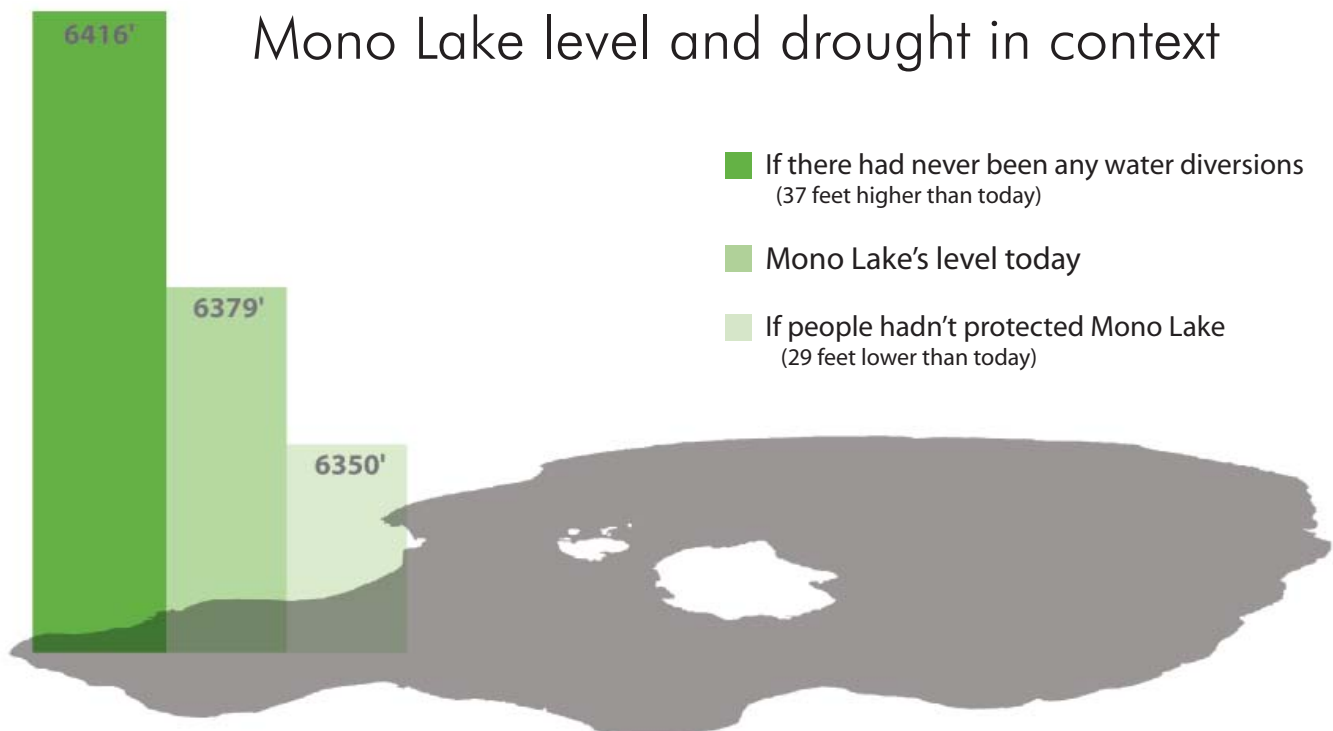 Mono Lake level and drought in context
6416'
6379'
6350'
If there had never been any water diversions
(37 feet higher than today)
Mono Lake’s level today
If people hadn’t protected Mono Lake
(29 feet lower than today)